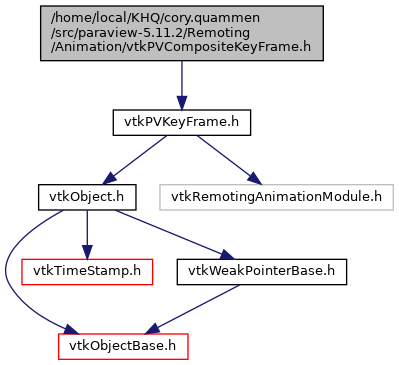 /home/local/KHQ/cory.quammen
/src/paraview-5.11.2/Remoting
/Animation/vtkPVCompositeKeyFrame.h
vtkPVKeyFrame.h
vtkObject.h
vtkRemotingAnimationModule.h
vtkTimeStamp.h
vtkWeakPointerBase.h
vtkObjectBase.h